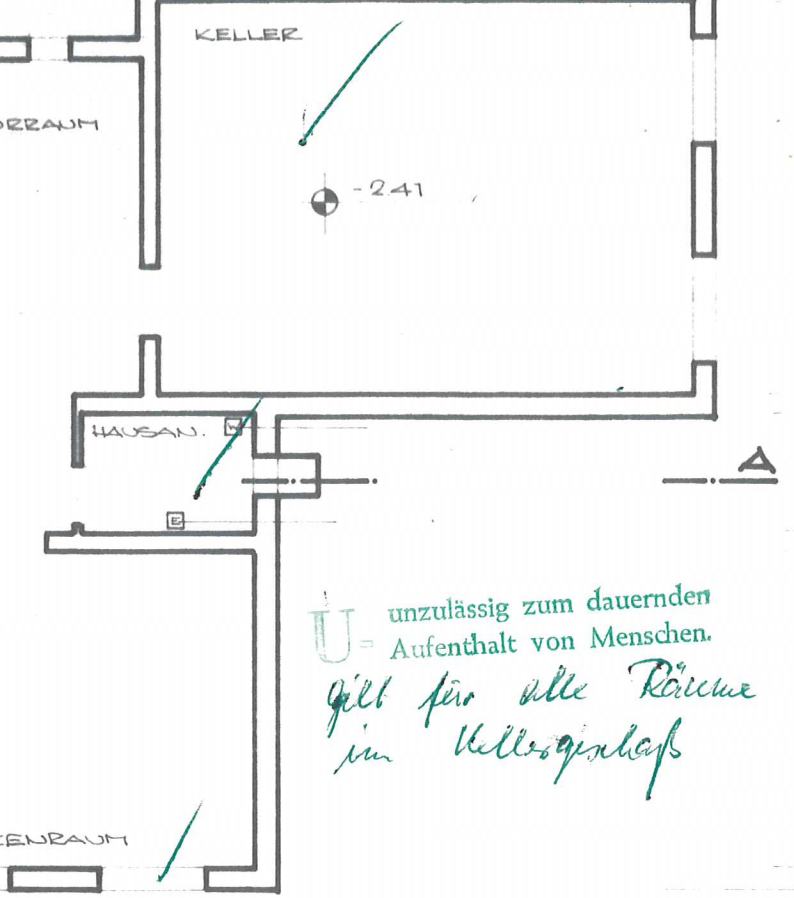 KELLER
ORRAUM
-2.41
HAUSAN.
W
A
E
U = unzulässig zum dauernden
Aufenthalt von Menschen.
gilt für alle Räume
im Kellergeschoß
ENRAUM